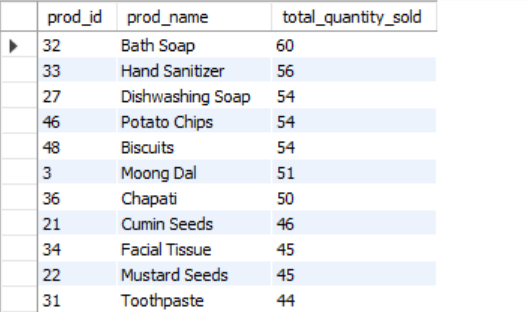 prod_id prod_name total_quantity_sold
32 Bath Soap 60
33 Hand Sanitizer 56
27 Dishwashing Soap 54
46 Potato Chips 54
48 Biscuits 54
3 Moong Dal 51
36 Chapati 50
21 Cumin Seeds 46
34 Facial Tissue 45
22 Mustard Seeds 45
31 Toothpaste 44